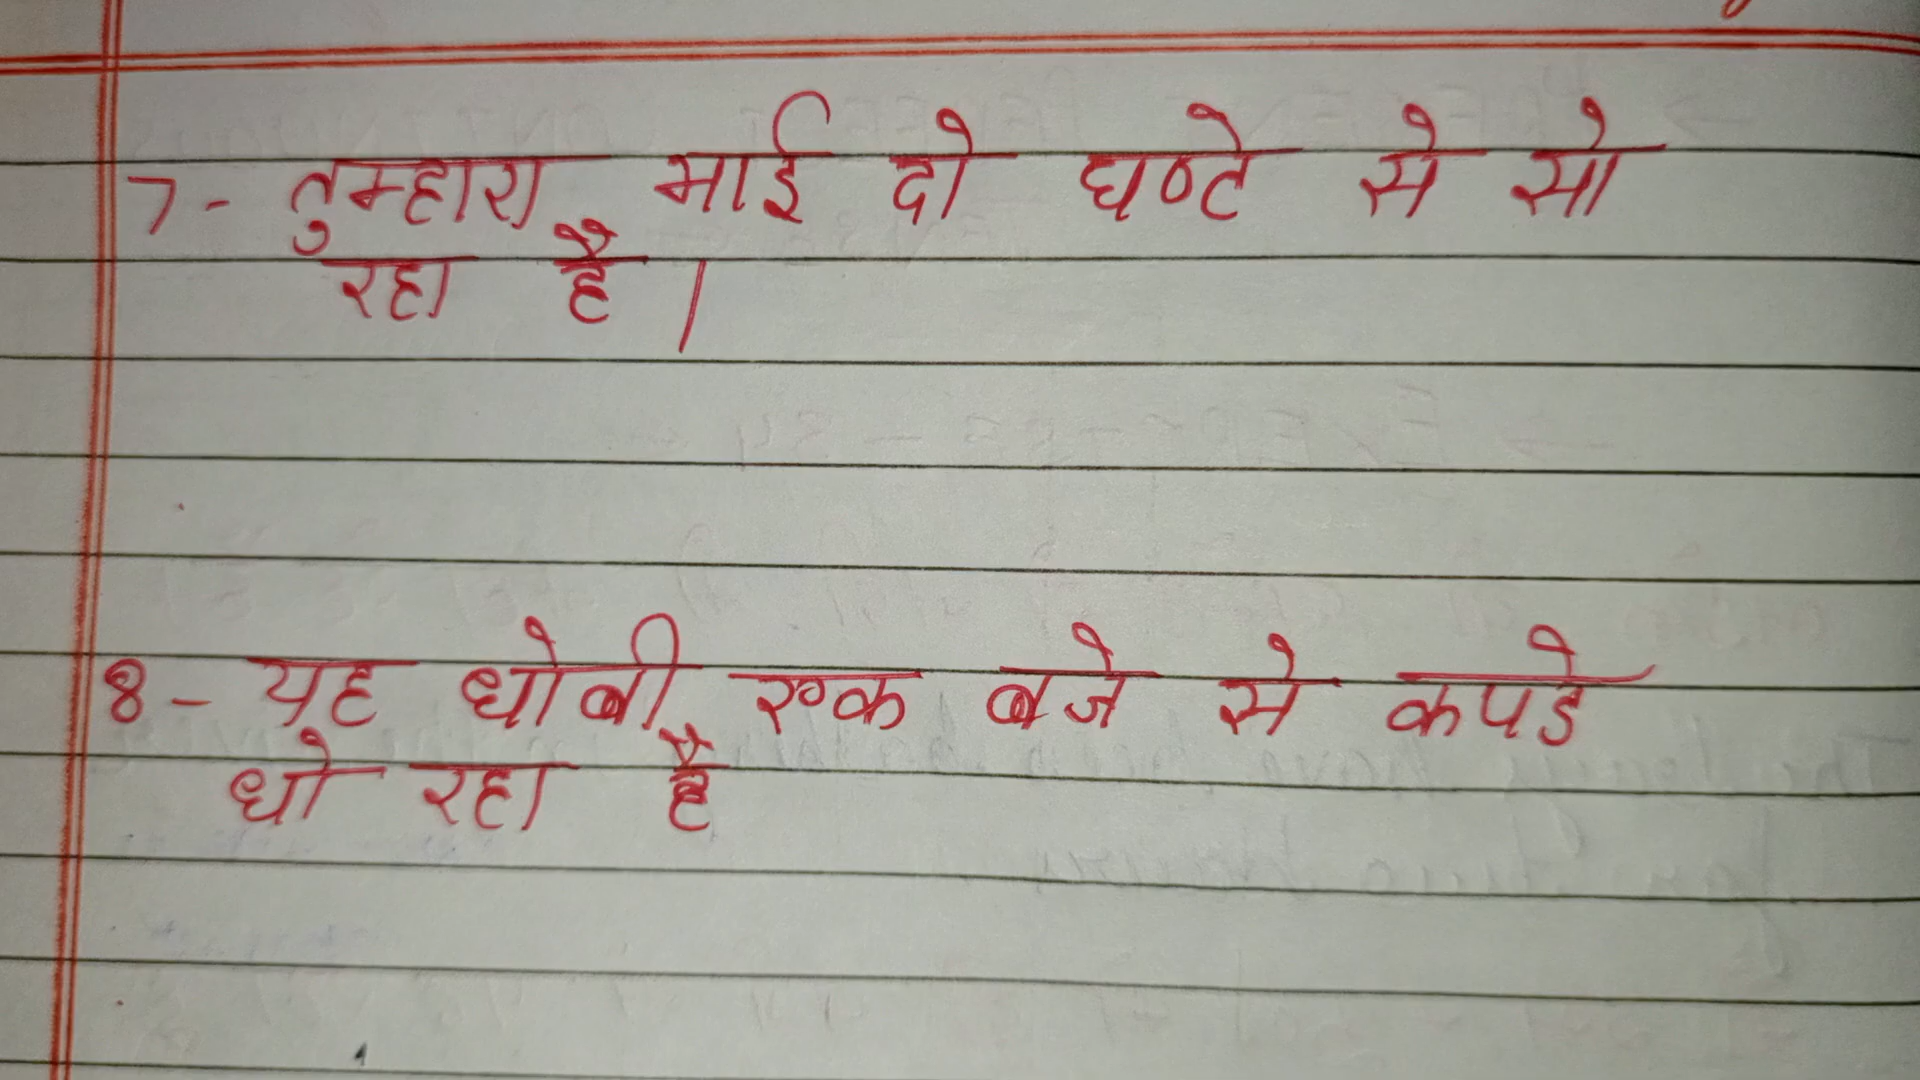 7- तुम्हारा भाई दो घण्टे से सो
रहा है।
8- यह धोबी एक बजे से कपडे
धो रहा है